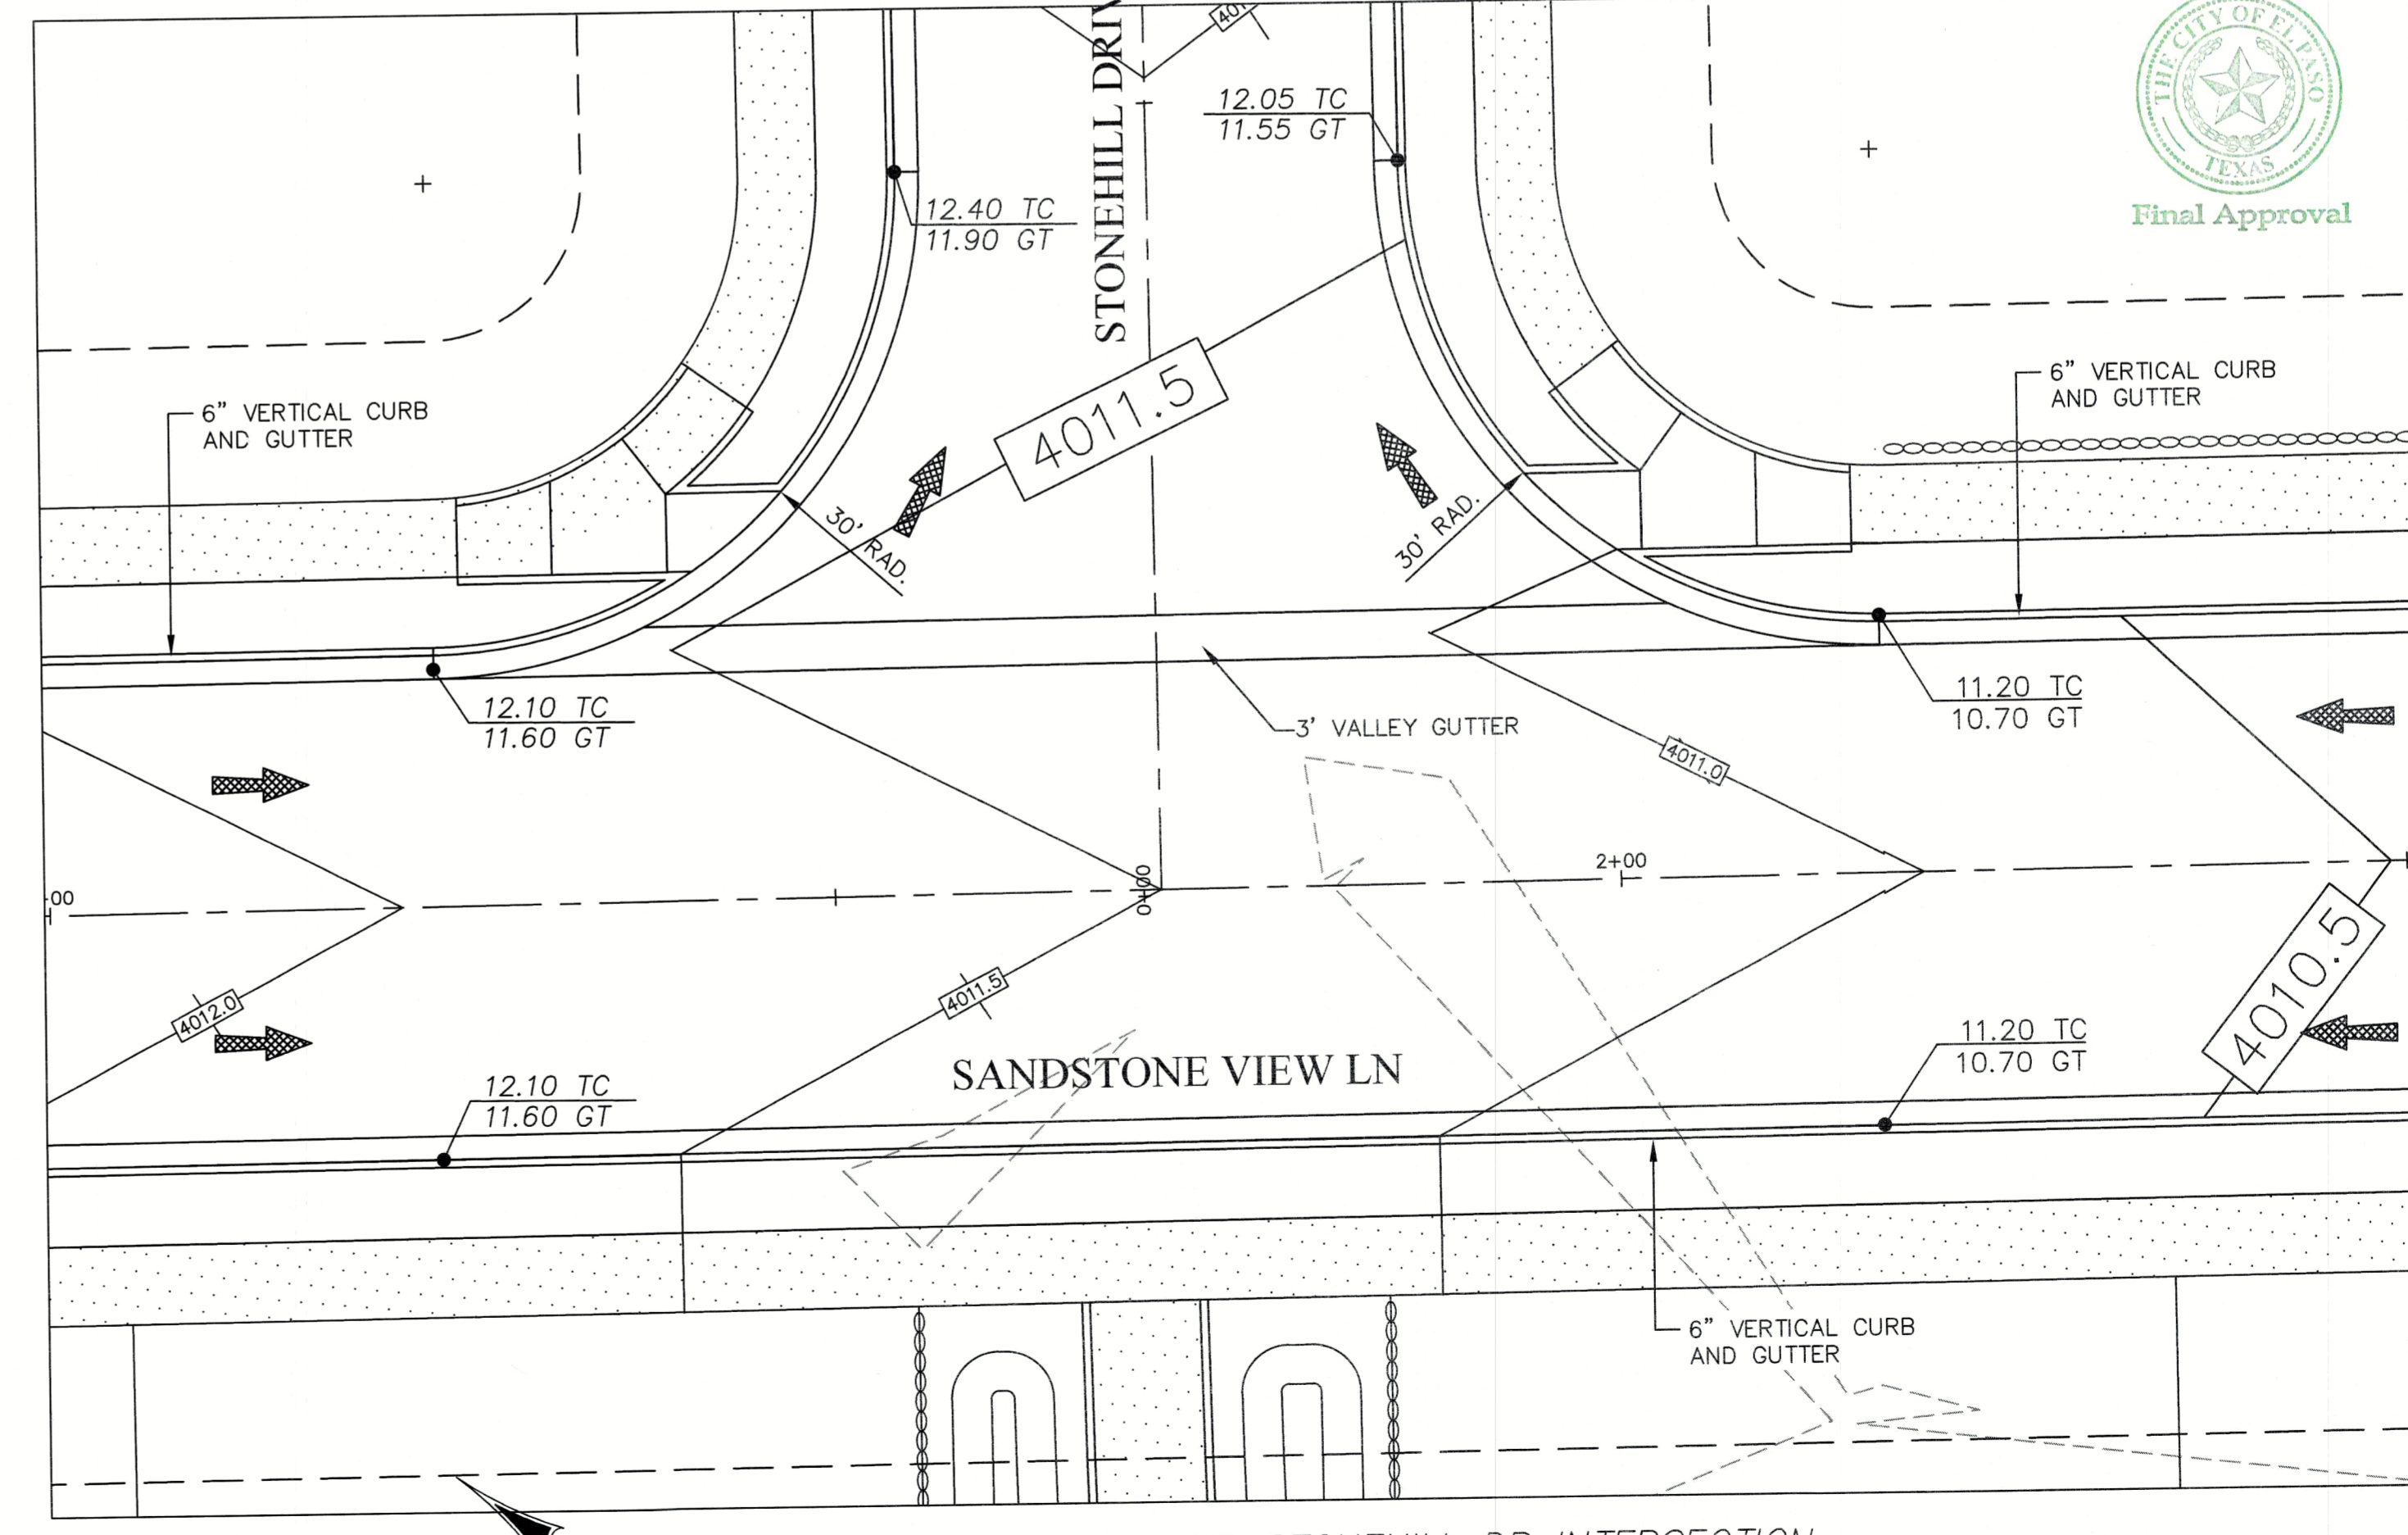 STONEHILL
401
THE CITY OF EL PASO
TEXAS
Final Approval
12.05 TC
11.55 GT
12.40 TC
11.90 GT
4011.5
6" VERTICAL CURB
AND GUTTER
6" VERTICAL CURB
AND GUTTER
30' RAD.
30' RAD.
12.10 TC
11.60 GT
3' VALLEY GUTTER
11.20 TC
10.70 GT
4011.0
00
0+00
2+00
4012.0
4011.5
4010.5
SANDSTONE VIEW LN
12.10 TC
11.60 GT
11.20 TC
10.70 GT
6" VERTICAL CURB
AND GUTTER
DR INTERSECTION